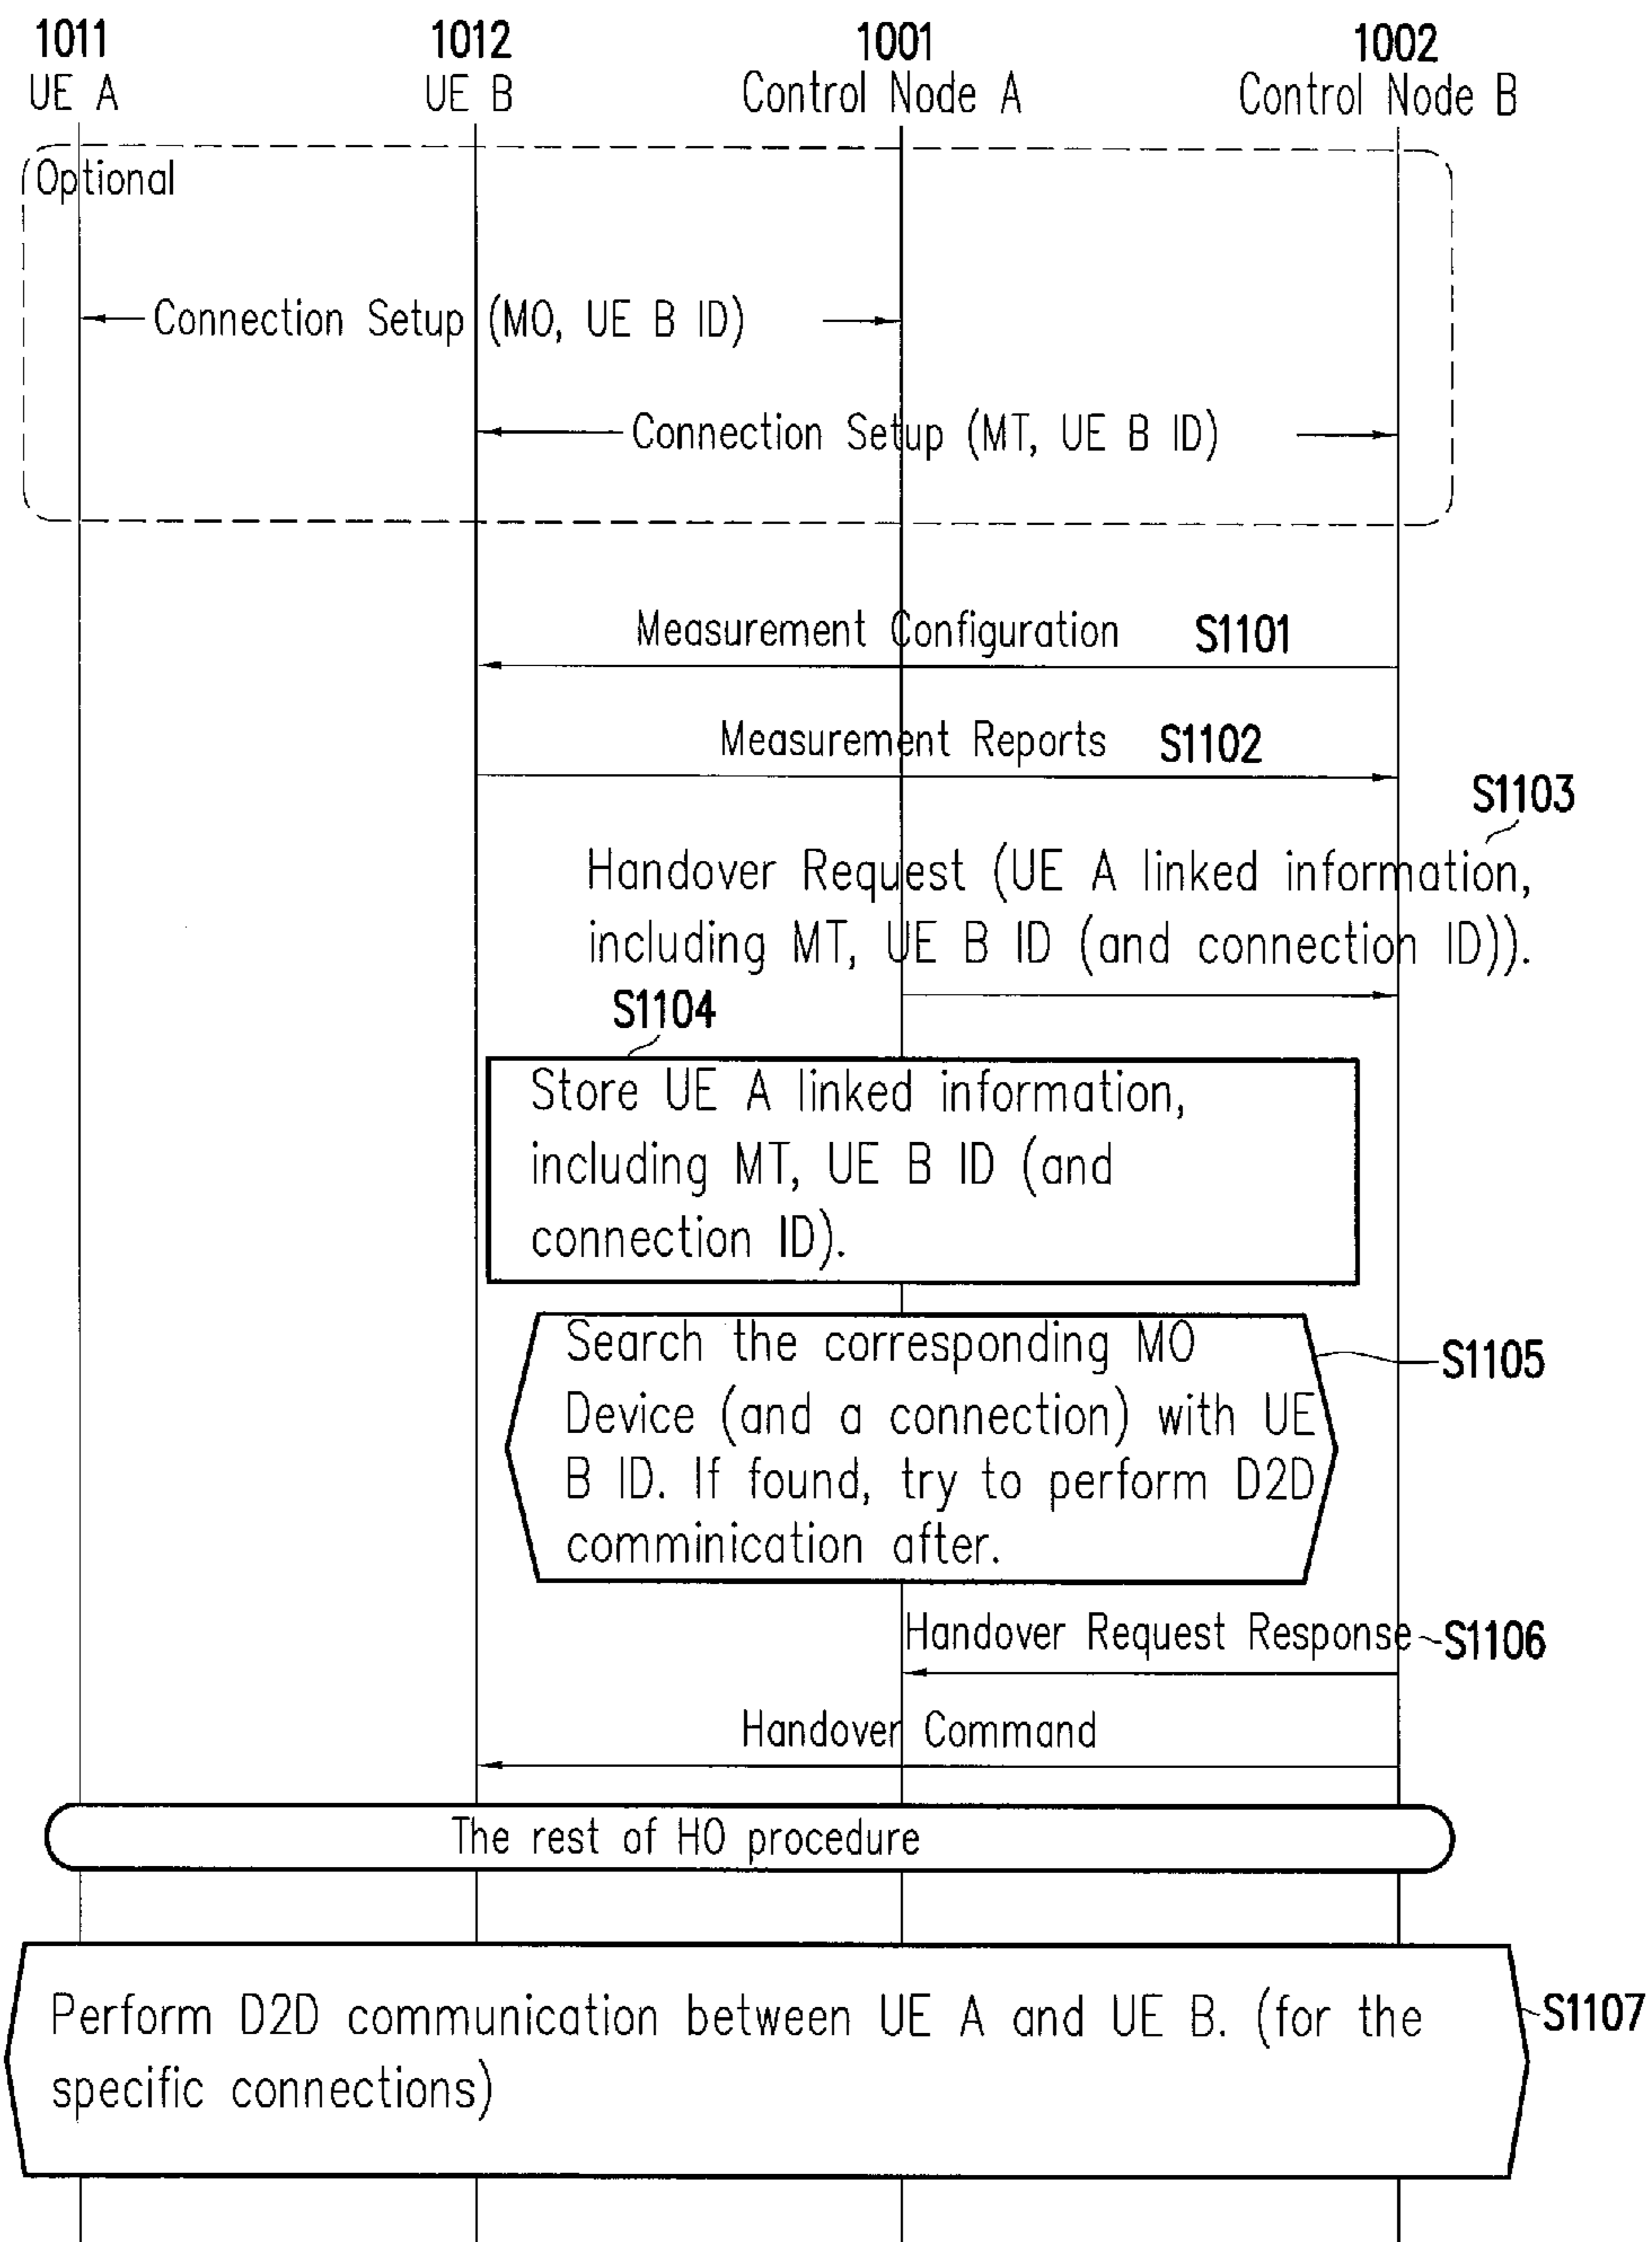 1011
1012
1001
1002
UE A
UE B
Control Node A
Control Node B
Optional
Connection Setup (MO, UE B ID)
Connection Setup (MT, UE B ID)
Measurement Configuration S1101
Measurement Reports S1102
S1103
Handover Request (UE A linked information,
including MT, UE B ID (and connection ID)).
S1104
Store UE A linked information,
including MT, UE B ID (and
connection ID).
Search the corresponding MO
Device (and a connection) with UE
B ID. If found, try to perform D2D
comminication after.
S1105
Handover Request Response
S1106
Handover Command
The rest of HO procedure
Perform D2D communication between UE A and UE B. (for the
specific connections)
S1107